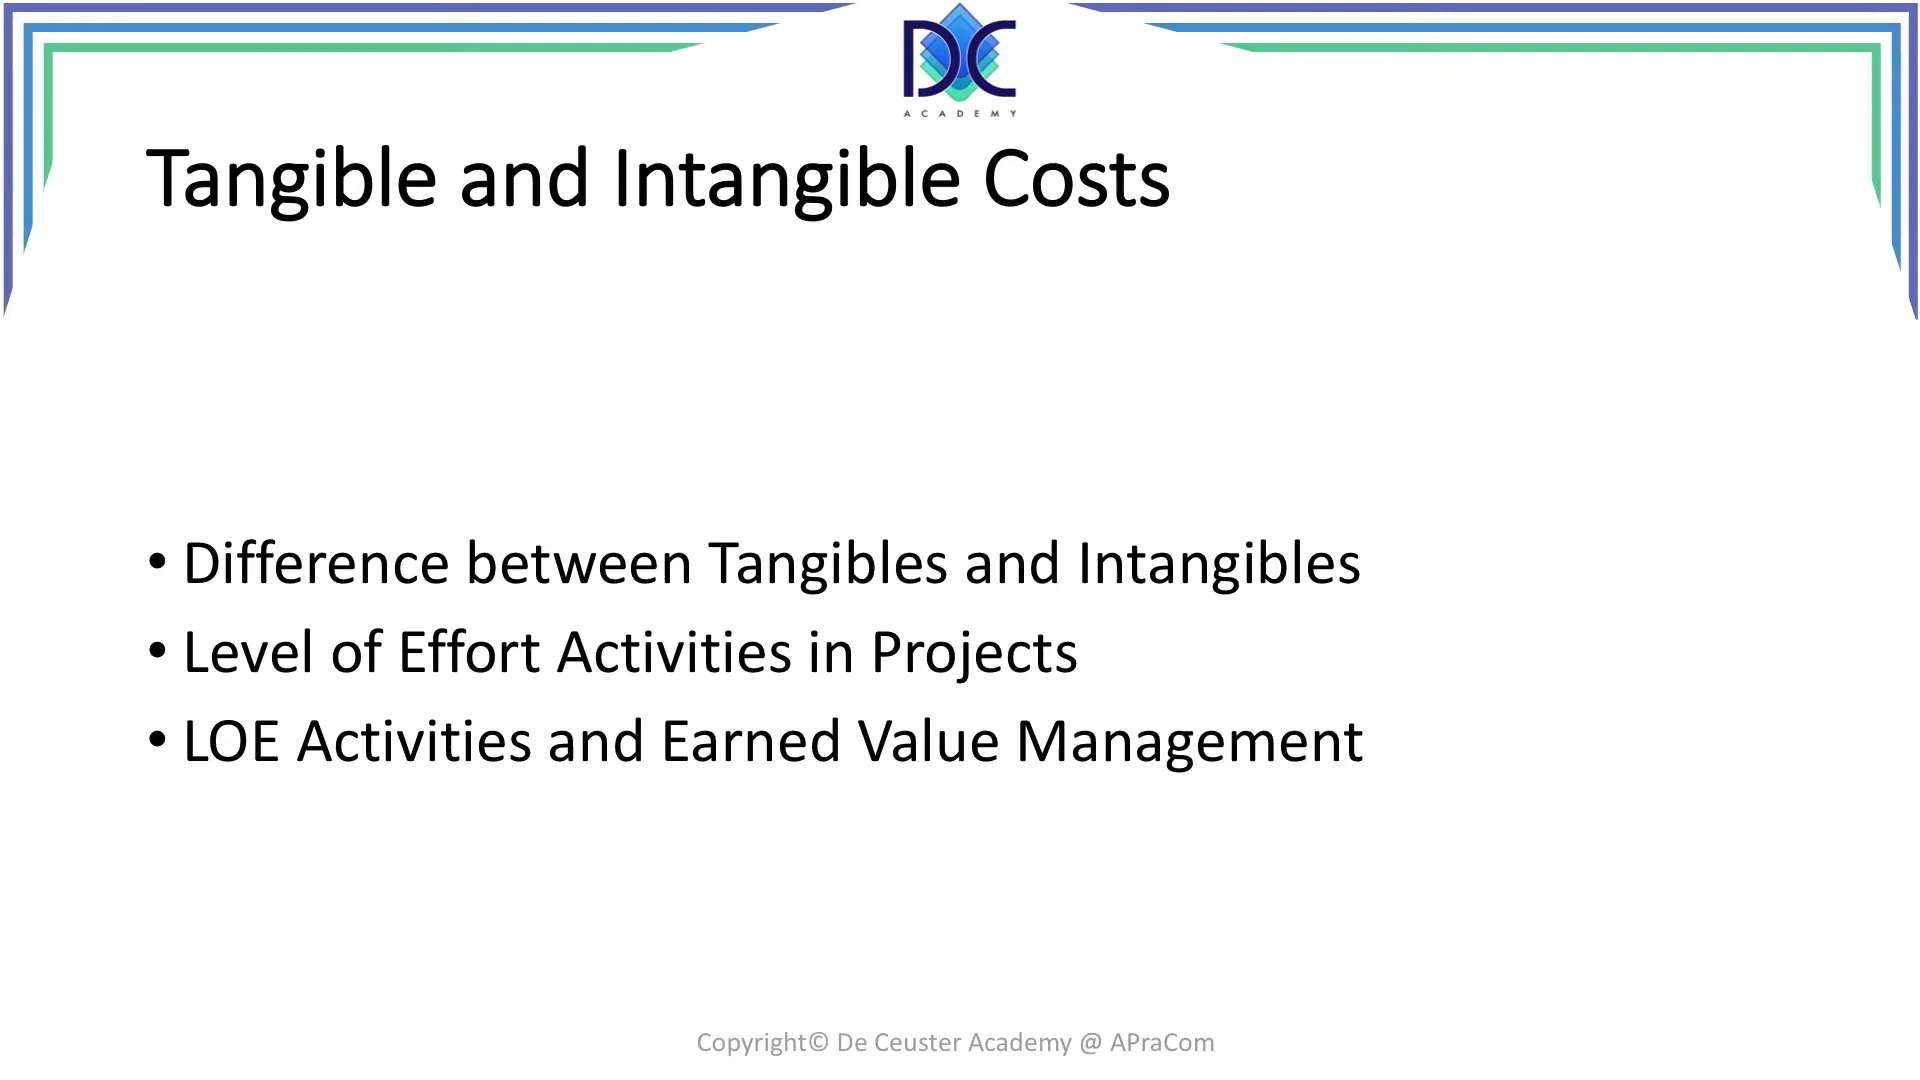 DC
ACADEMY
Tangible and Intangible Costs
• Difference between Tangibles and Intangibles
• Level of Effort Activities in Projects
• LOE Activities and Earned Value Management
Copyright© De Ceuster Academy @ APraCom